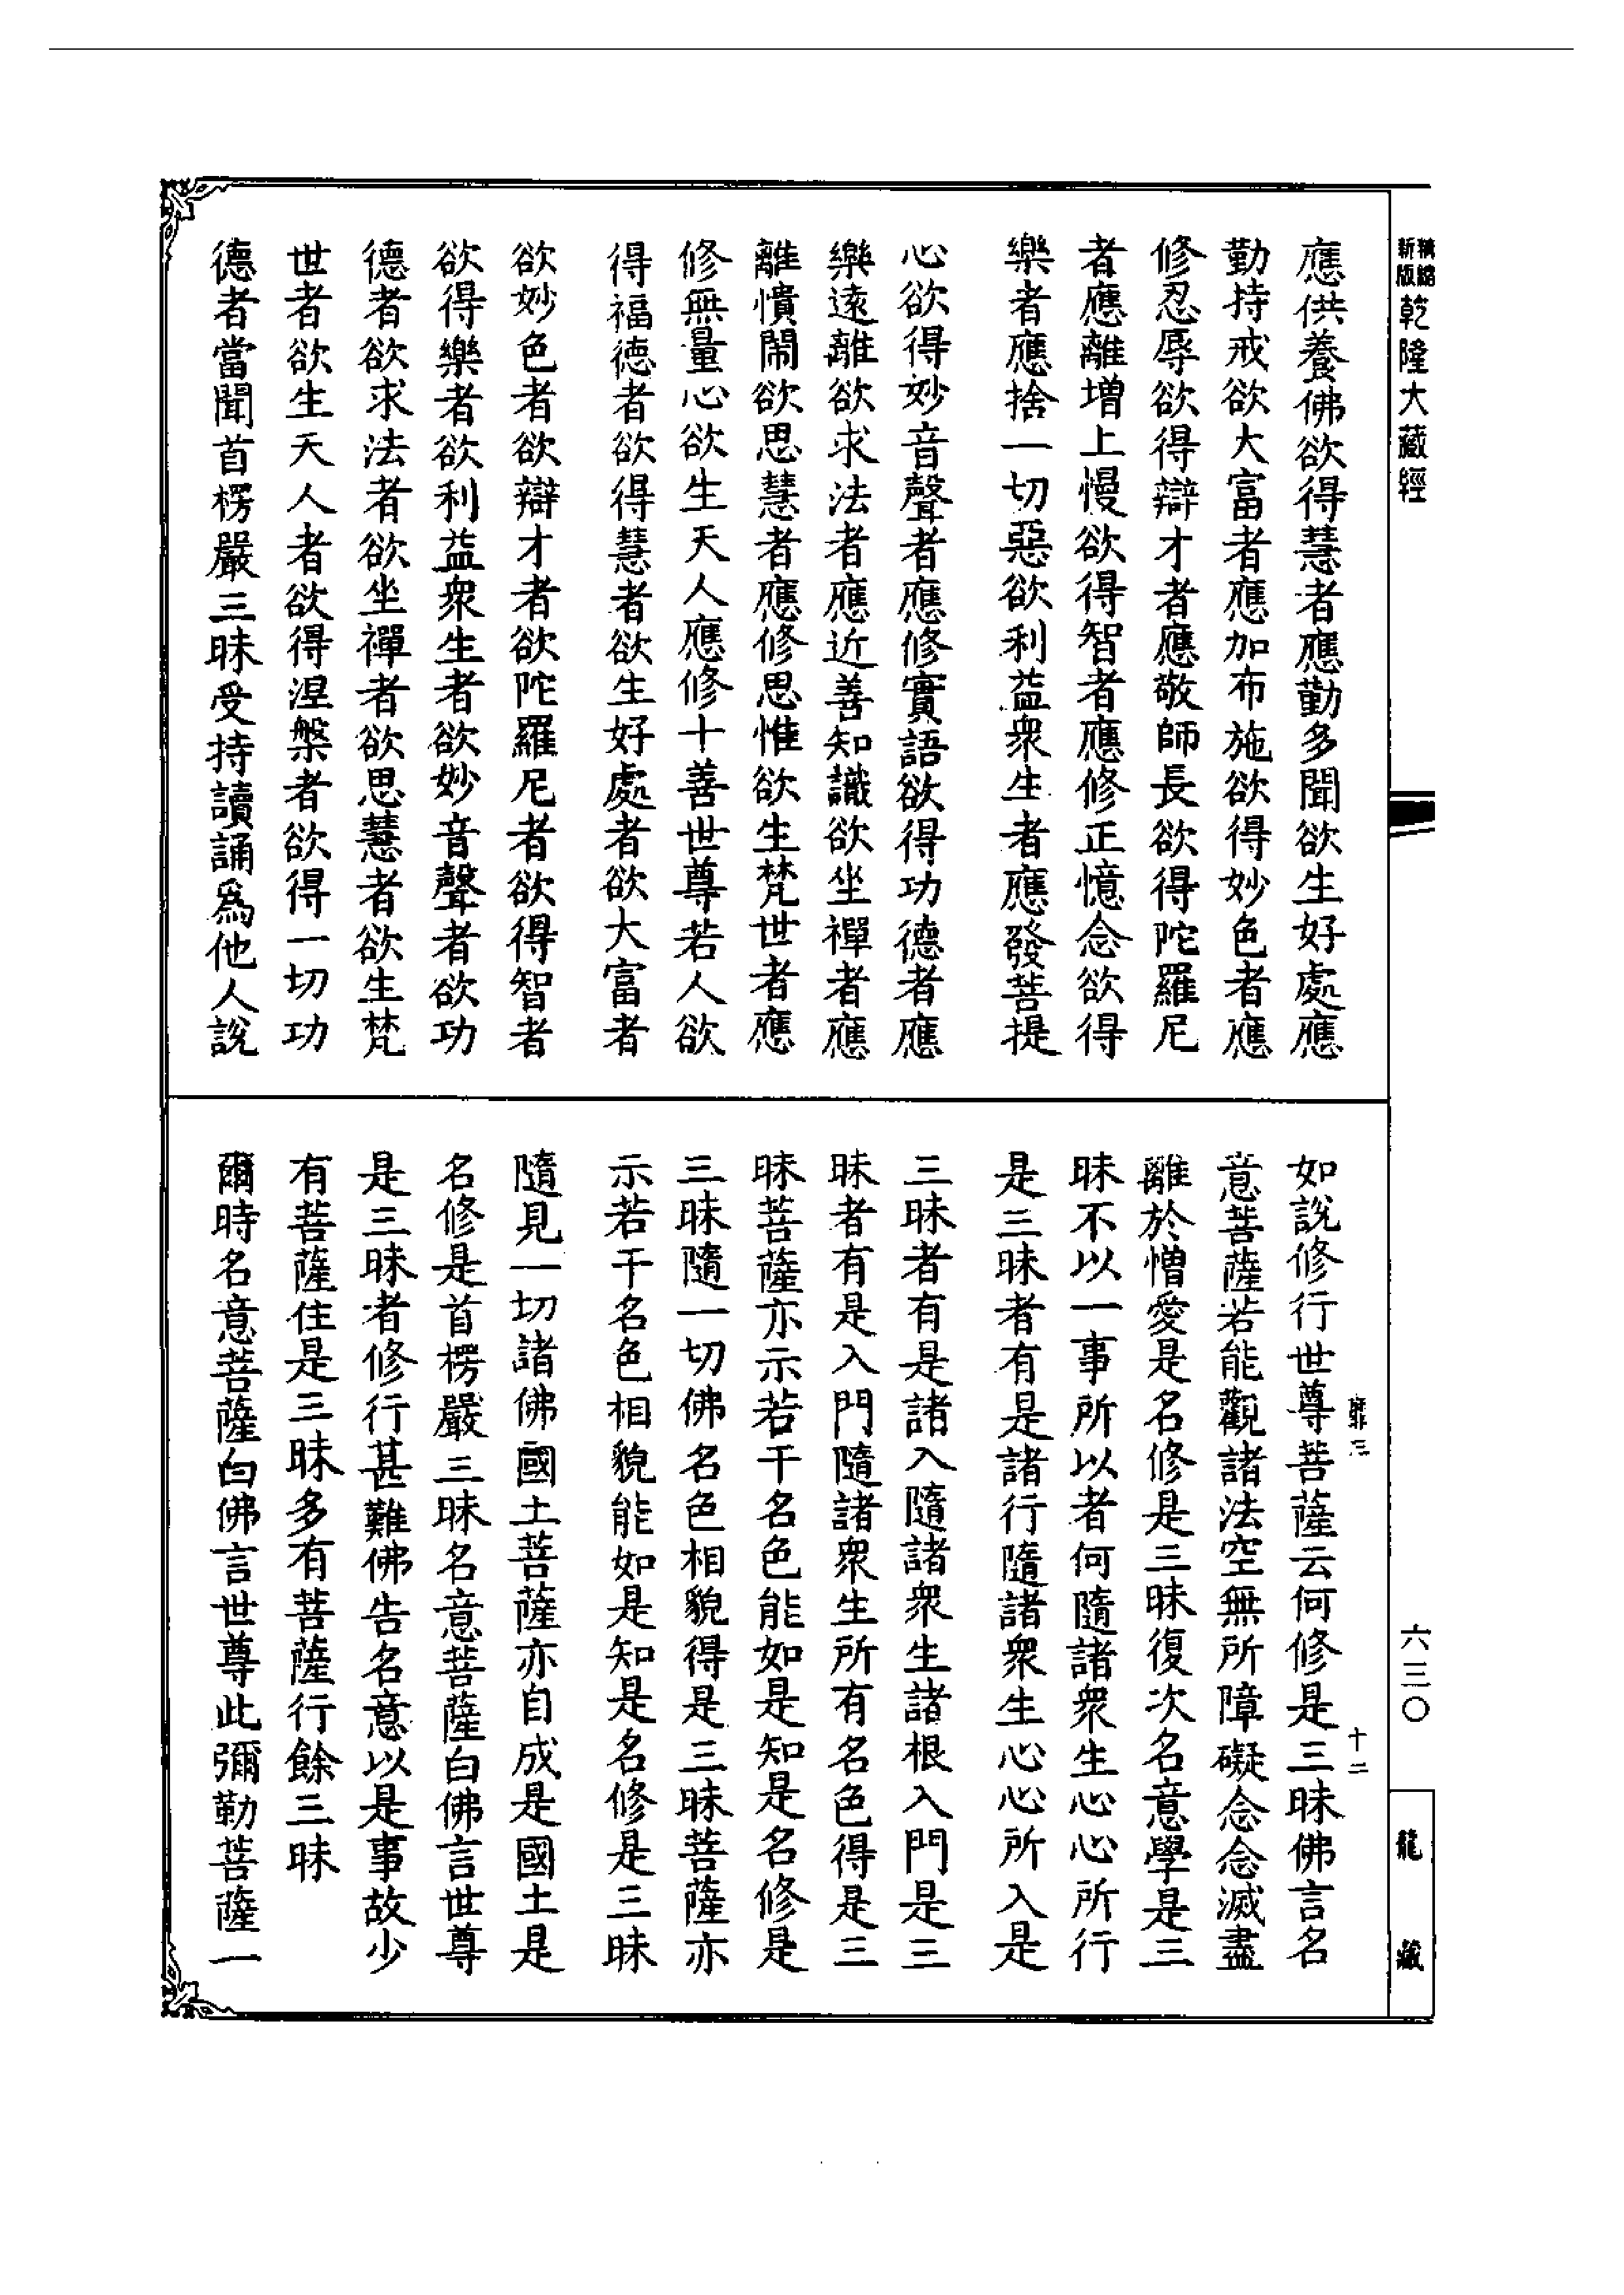 精縮新版乾隆大藏經
應供養佛欲得慧者應勤多聞欲生好處應
勤持戒欲大富者應加布施欲得妙色者應
修忍辱欲得辯才者應敬師長欲得陀羅尼
者應離增上慢欲得智者應修正憶念欲得
樂者應捨一切惡欲利益衆生者應發菩提
心欲得妙音聲者應修實語欲得功德者應
樂遠離欲求法者應近善知識欲坐禪者應
離憒閙欲思慧者應修思惟欲生梵世者應
修無量心欲生天人應修十善世尊若人欲
得福德者欲得慧者欲生好處者欲大富者
欲妙色者欲辯才者欲陀羅尼者欲得智者
欲得樂者欲利益衆生者欲妙音聲者欲功
德者欲求法者欲坐禪者欲思慧者欲生梵
世者欲生天人者欲得涅槃者欲得一切功
德者當聞首楞嚴三昧受持讀誦爲他人說
如說修行世尊菩薩云何修是三昧佛言名
意菩薩若能觀諸法空無所障礙念念滅盡
離於憎愛是名修是三昧復次名意學是三
昧不以一事所以者何隨諸衆生心心所行
是三昧者有是諸行隨諸衆生心心所入是
三昧者有是諸入隨諸衆生諸根入門是三
昧者有是入門隨諸衆生所有名色得是三
昧菩薩亦示若干名色能如是知是名修是
三昧隨一切佛名色相貌得是三昧菩薩亦
示若干名色相貌能如是知是名修是三昧
隨見一切諸佛國土菩薩亦自成是國土是
名修是首楞嚴三昧名意菩薩白佛言世尊
是三昧者修行甚難佛告名意以是事故少
有菩薩住是三昧多有菩薩行餘三昧
爾時名意菩薩白佛言世尊此彌勒菩薩一
十二
六三〇
龍藏